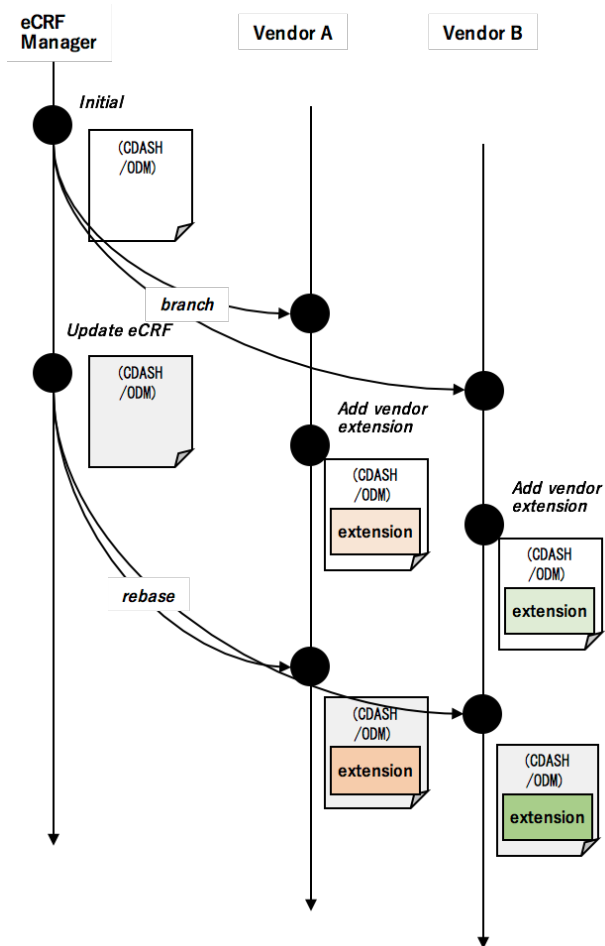 eCRF
Manager
Vendor A
Vendor B
Initial
(CDASH
/ODM)
branch
Update eCRF
(CDASH
/ODM)
Add vendor
extension
(CDASH
/ODM)
extension
Add vendor
extension
(CDASH
/ODM)
extension
rebase
(CDASH
/ODM)
extension
(CDASH
/ODM)
extension